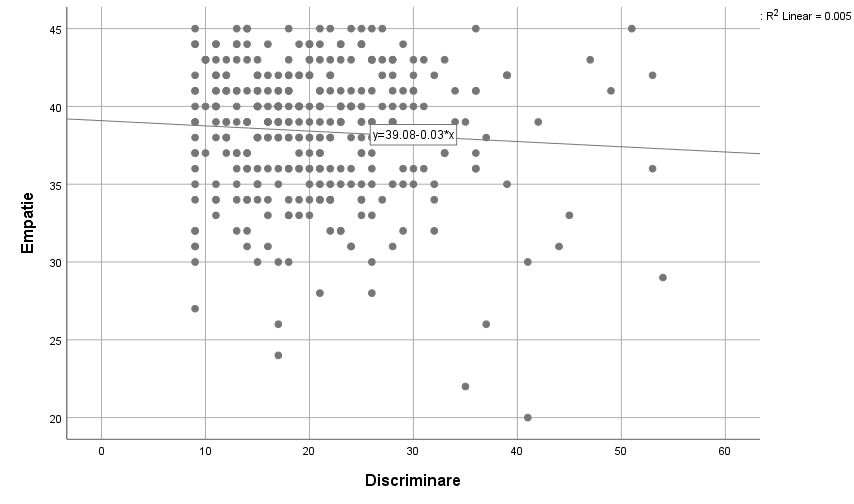 : R² Linear = 0.005
45
40
y=39.08-0.03*x
35
Empatie
30
25
20
0 10 20 30 40 50 60
Discriminare